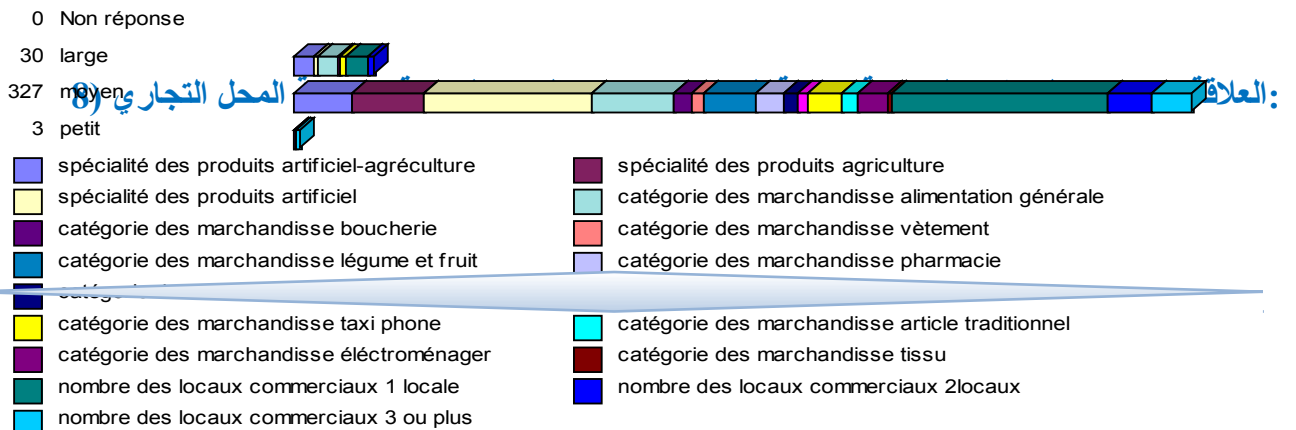 0 Non réponse
30 large
327 moyen
8) المحل التجاري العلاقة:
3 petit
spécialité des produits artificiel-agréculture
spécialité des produits agriculture
spécialité des produits artificiel
catégorie des marchandisse alimentation générale
catégorie des marchandisse boucherie
catégorie des marchandisse vètement
catégorie des marchandisse légume et fruit
catégorie des marchandisse pharmacie
catégorie des marchandisse taxi phone
catégorie des marchandisse article traditionnel
catégorie des marchandisse éléctroménager
catégorie des marchandisse tissu
nombre des locaux commerciaux 1 locale
nombre des locaux commerciaux 2locaux
nombre des locaux commerciaux 3 ou plus